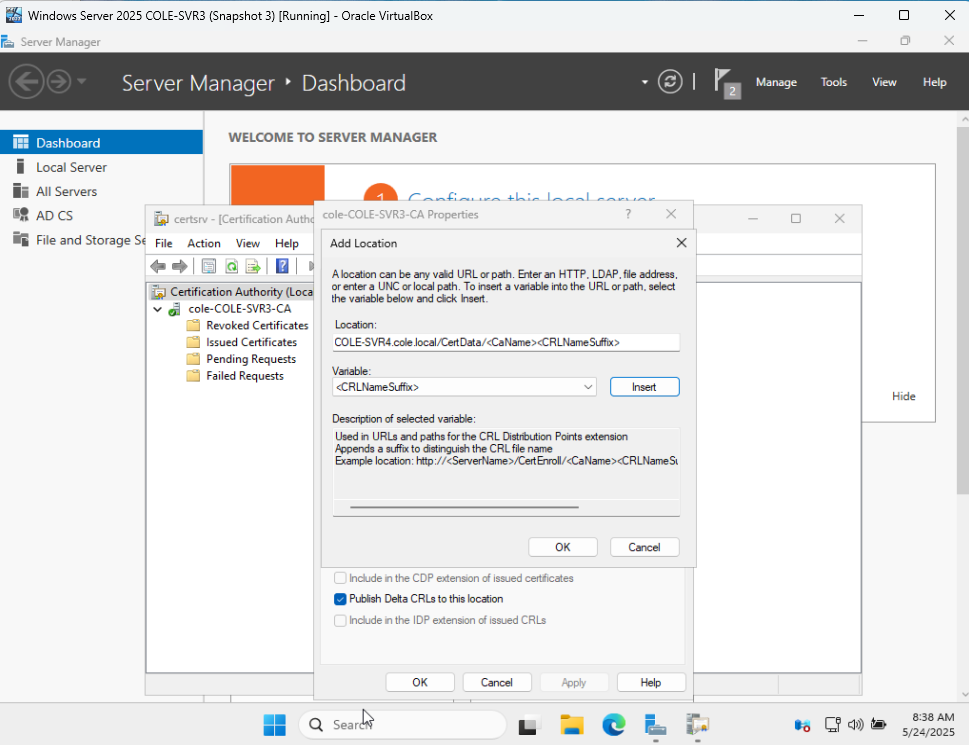 Windows Server 2025 COLE-SVR3 (Snapshot 3) [Running] - Oracle VirtualBox
Server Manager
Server Manager ‣ Dashboard
2
Manage
Tools
View
Help
Dashboard
Local Server
All Servers
AD CS
File and Storage Se
WELCOME TO SERVER MANAGER
1 Configure this local server
Hide
certsrv - [Certification Autho
File Action View Help
Certification Authority (Loca
cole-COLE-SVR3-CA
Revoked Certificates
Issued Certificates
Pending Requests
Failed Requests
cole-COLE-SVR3-CA Properties
?
Add Location
A location can be any valid URL or path. Enter an HTTP, LDAP, file address,
or enter a UNC or local path. To insert a variable into the URL or path, select
the variable below and click Insert.
Location:
COLE-SVR4.cole.local/CertData/<CaName><CRLNameSuffix>
Variable:
<CRLNameSuffix>
Insert
Description of selected variable:
Used in URLs and paths for the CRL Distribution Points extension
Appends a suffix to distinguish the CRL file name
Example location: http://<ServerName>/CertEnroll/<CaName><CRLNameSu
OK
Cancel
Include in the CDP extension of issued certificates
Publish Delta CRLs to this location
Include in the IDP extension of issued CRLs
OK
Cancel
Apply
Help
Search
8:38 AM
5/24/2025